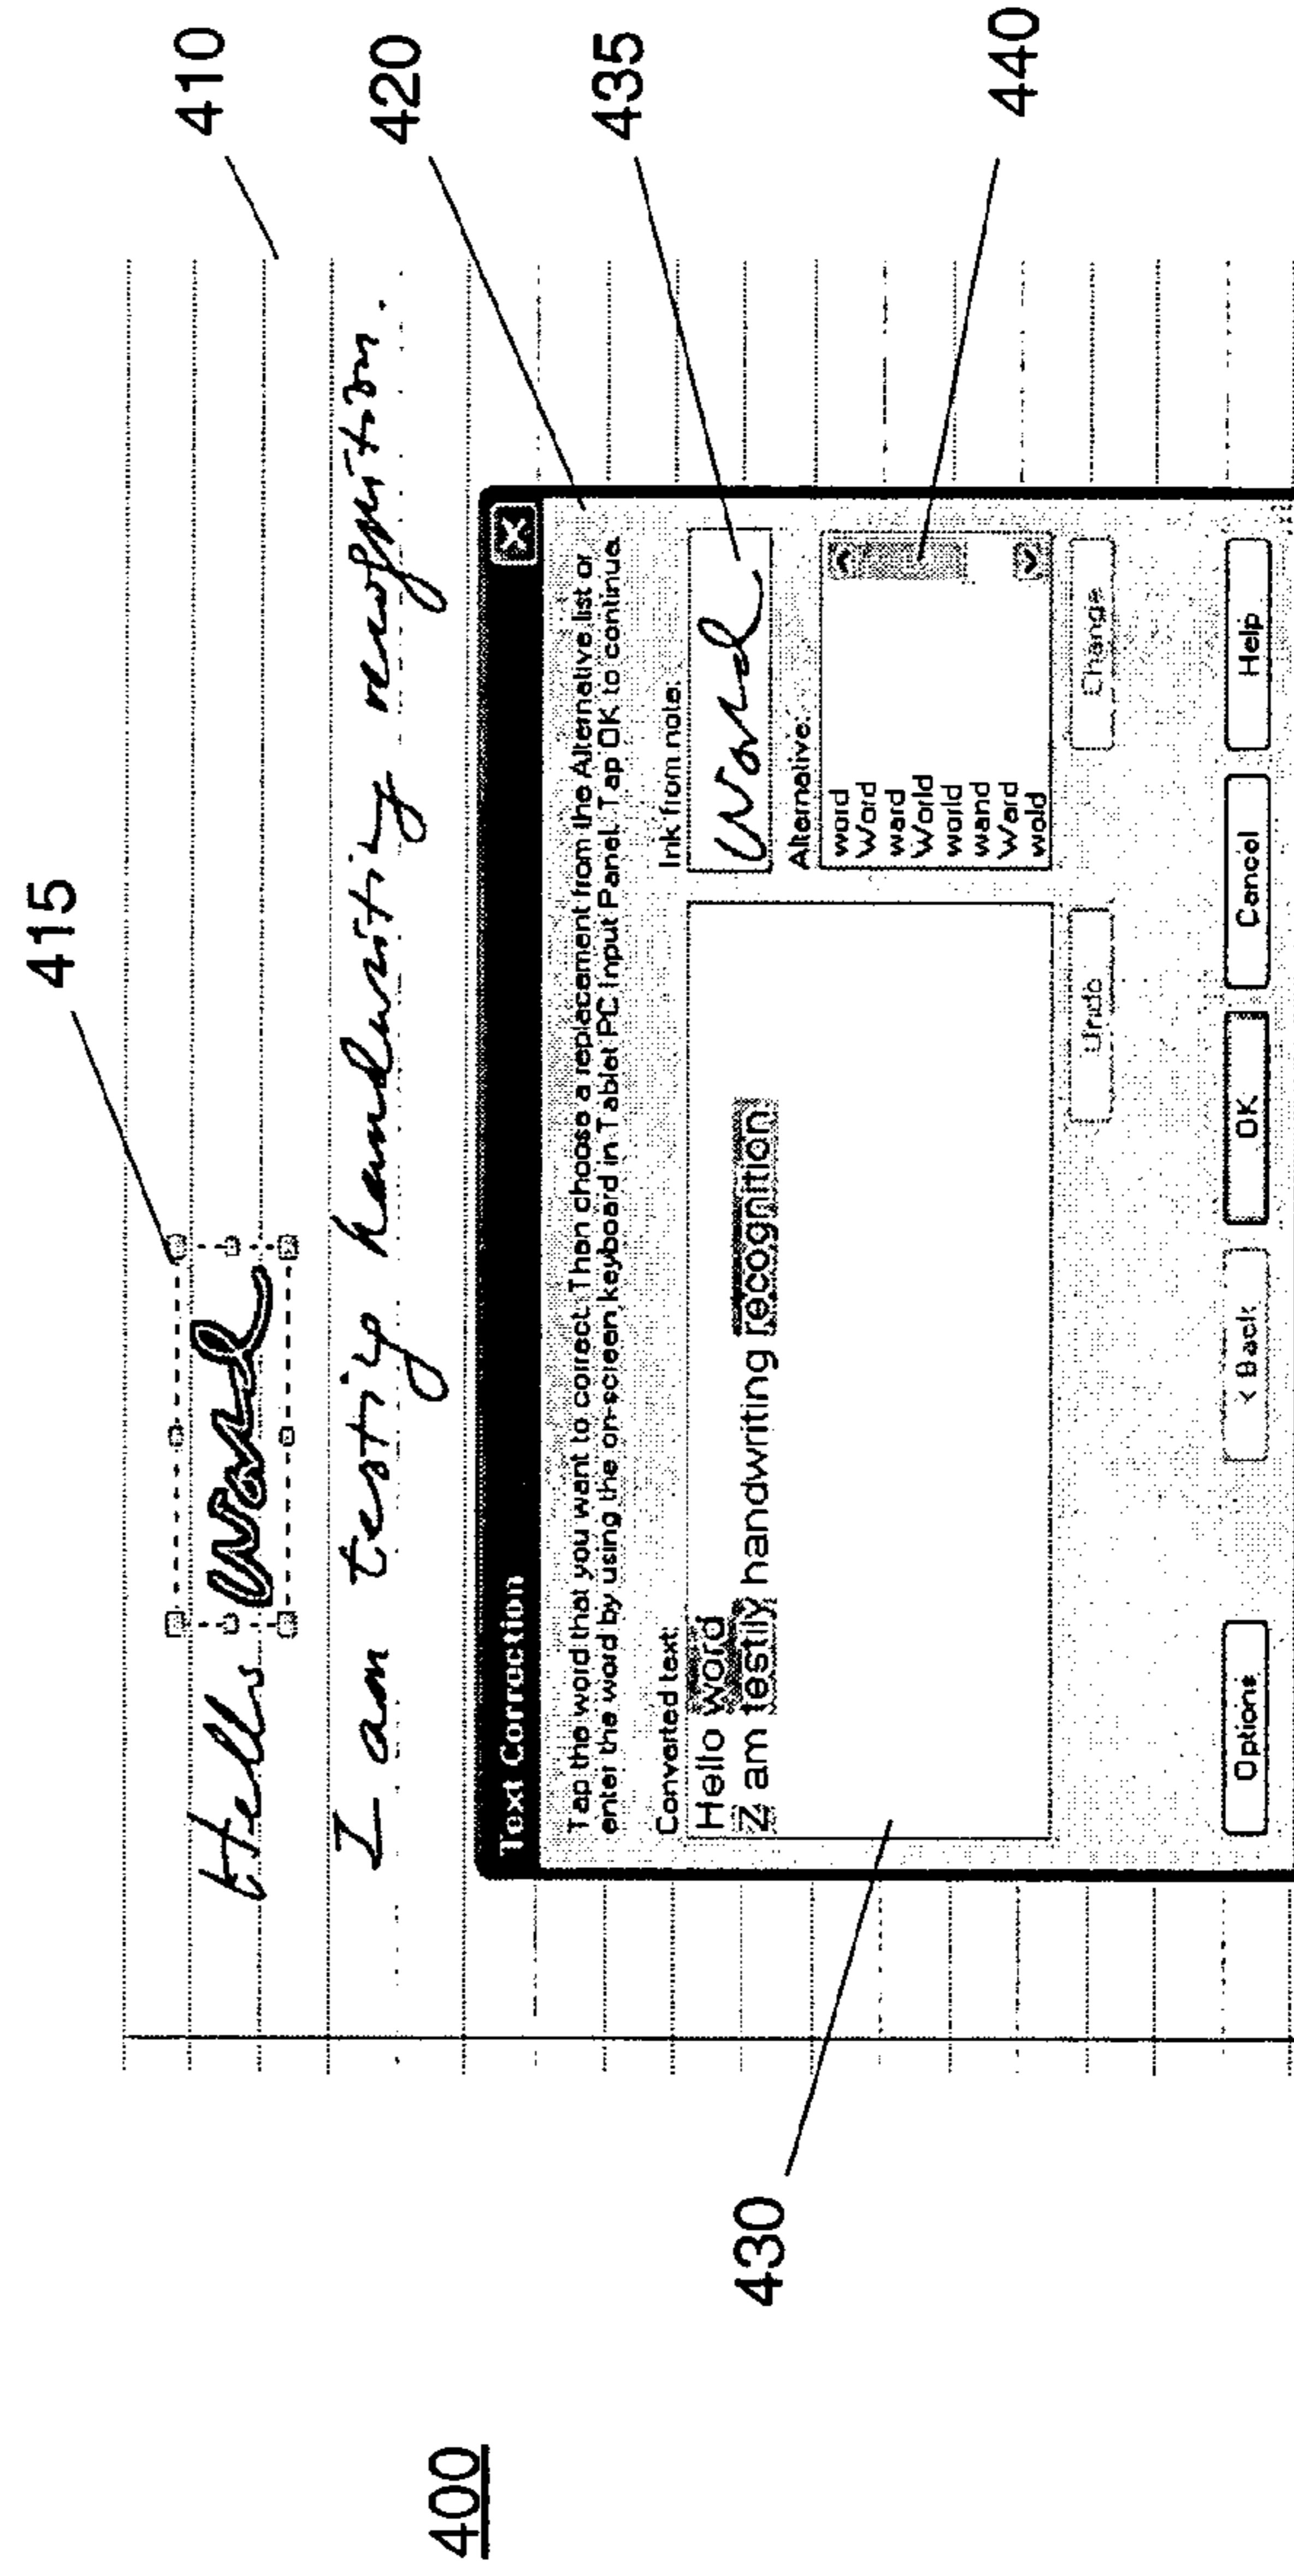 415
410
Hello word
420
I am testing handwriting recognition.
435
400
Text Correction
Tap the word that you want to correct. Then choose a replacement from the Alternative list or
enter the word by using the on-screen keyboard in Tablet PC Input Panel. Tap OK to continue.
Converted text:
Ink from note:
Hello word
Z am testily handwriting recognition.
word
Alternative:
word
Word
ward
World
world
wand
Ward
wold
440
430
Undo
Change
Options
< Back
OK
Cancel
Help